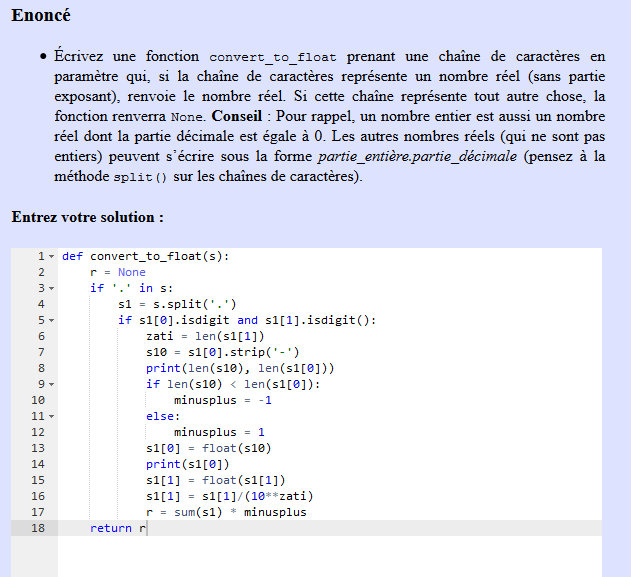 Enoncé
• Écrivez une fonction convert_to_float prenant une chaîne de caractères en
paramètre qui, si la chaîne de caractères représente un nombre réel (sans partie
exposant), renvoie le nombre réel. Si cette chaîne représente tout autre chose, la
fonction renverra None. Conseil : Pour rappel, un nombre entier est aussi un nombre
réel dont la partie décimale est égale à 0. Les autres nombres réels (qui ne sont pas
entiers) peuvent s'écrire sous la forme partie_entière.partie_décimale (pensez à la
méthode split() sur les chaînes de caractères).
Entrez votre solution :
1 def convert_to_float(s):
2     r = None
3     if '.' in s:
4         s1 = s.split('.')
5         if s1[0].isdigit and s1[1].isdigit():
6             zati = len(s1[1])
7             s10 = s1[0].strip('-')
8             print(len(s10), len(s1[0]))
9             if len(s10) < len(s1[0]):
10                 minusplus = -1
11             else:
12                 minusplus = 1
13             s1[0] = float(s10)
14             print(s1[0])
15             s1[1] = float(s1[1])
16             s1[1] = s1[1]/(10**zati)
17             r = sum(s1) * minusplus
18     return r